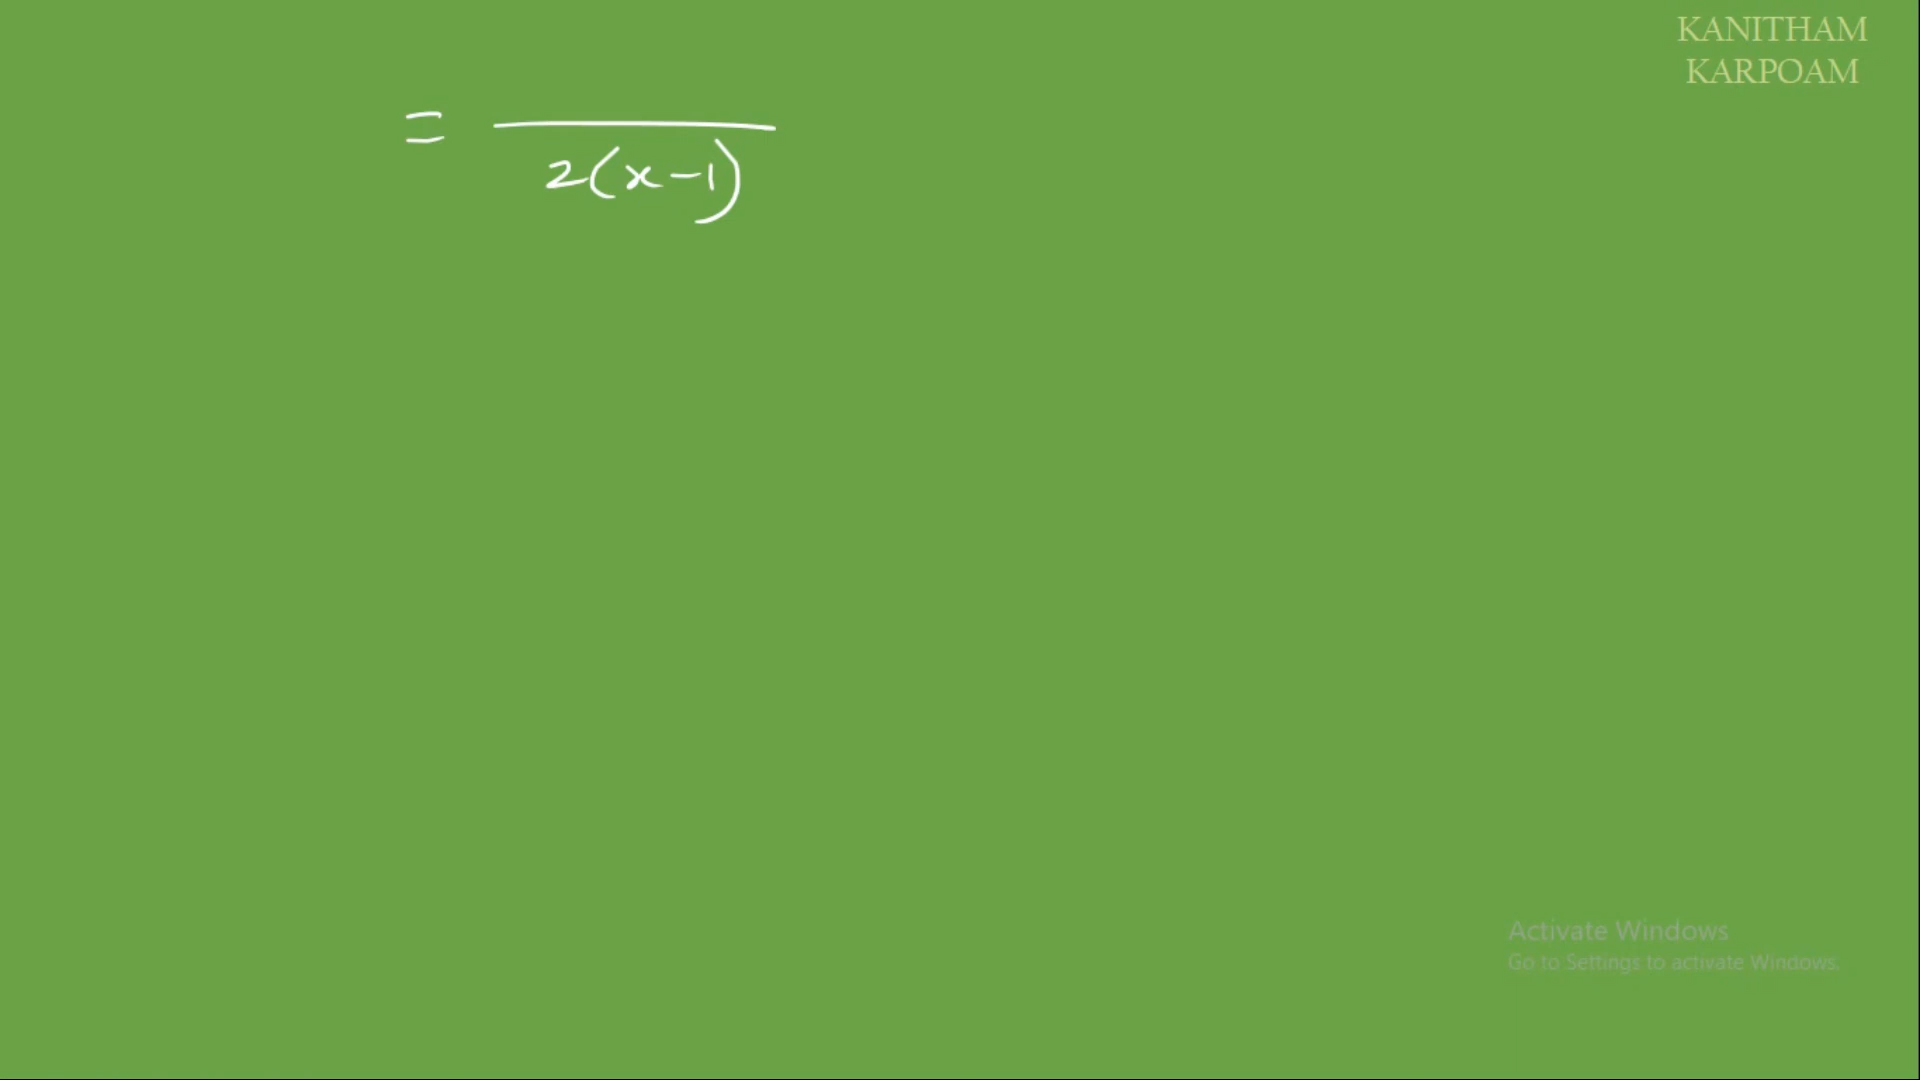 KANITHAM
KARPOAM
= ―――
2(x-1)
Activate Windows
Go to Settings to activate Windows.